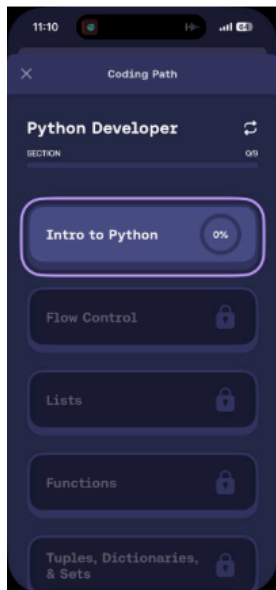 11:10
Coding Path
Python Developer
SECTION 0/9
Intro to Python 0%
Flow Control
Lists
Functions
Tuples, Dictionaries,
& Sets